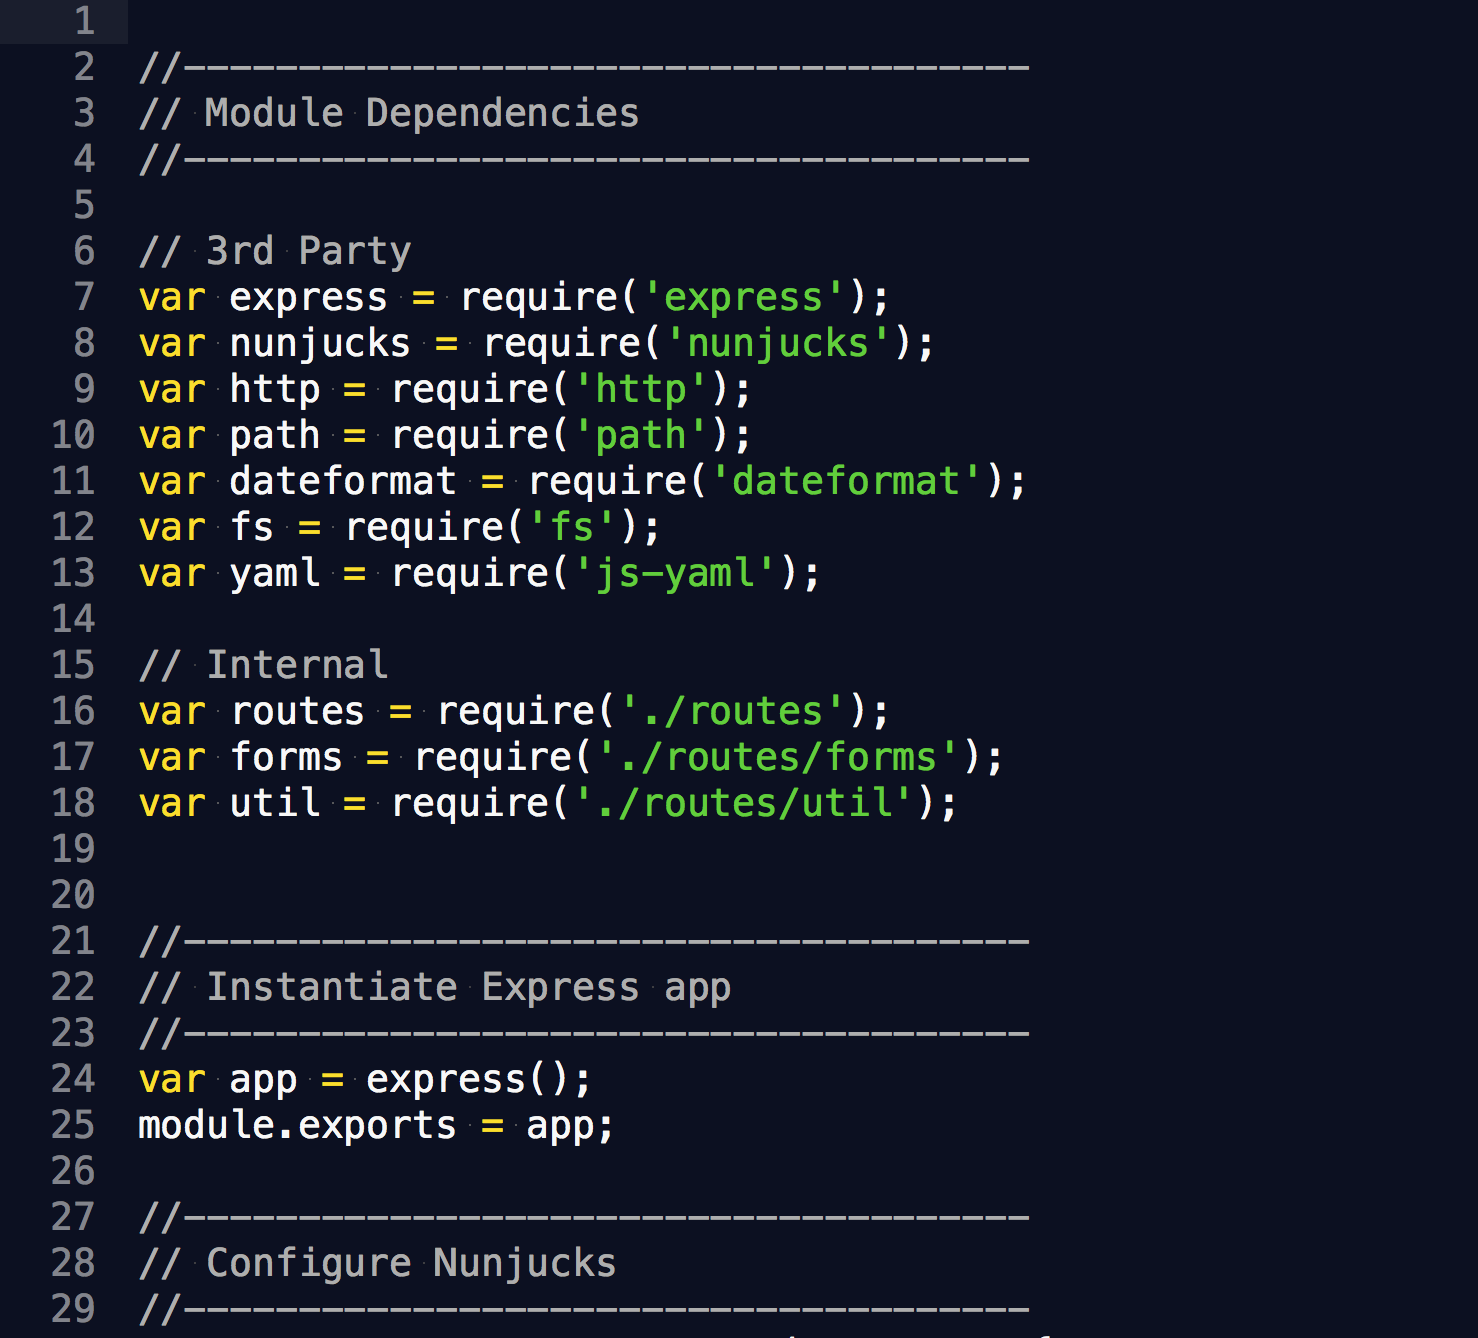 1
2 //-------------------------------------
3 // Module Dependencies
4 //-------------------------------------
5
6 // 3rd Party
7 var express = require('express');
8 var nunjucks = require('nunjucks');
9 var http = require('http');
10 var path = require('path');
11 var dateformat = require('dateformat');
12 var fs = require('fs');
13 var yaml = require('js-yaml');
14
15 // Internal
16 var routes = require('./routes');
17 var forms = require('./routes/forms');
18 var util = require('./routes/util');
19
20
21 //-------------------------------------
22 // Instantiate Express app
23 //-------------------------------------
24 var app = express();
25 module.exports = app;
26
27 //-------------------------------------
28 // Configure Nunjucks
29 //-------------------------------------